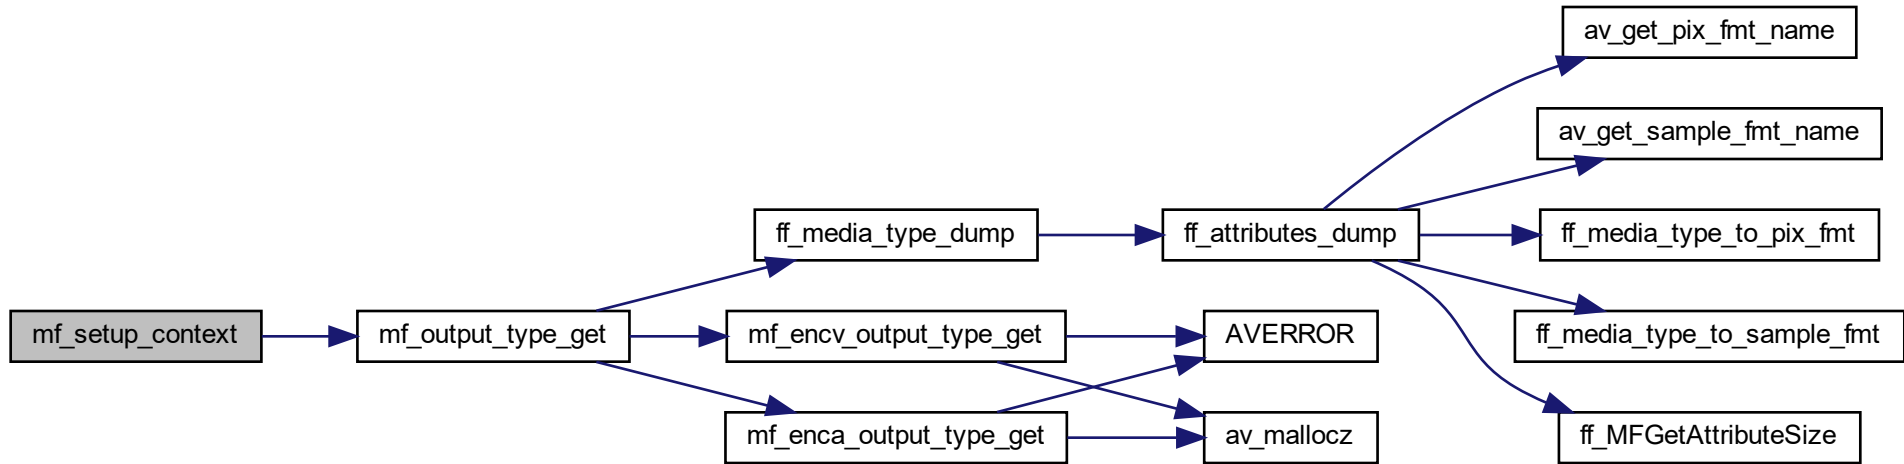 av_get_pix_fmt_name
av_get_sample_fmt_name
ff_media_type_dump
ff_attributes_dump
ff_media_type_to_pix_fmt
mf_setup_context
mf_output_type_get
mf_encv_output_type_get
AVERROR
ff_media_type_to_sample_fmt
mf_enca_output_type_get
av_mallocz
ff_MFGetAttributeSize